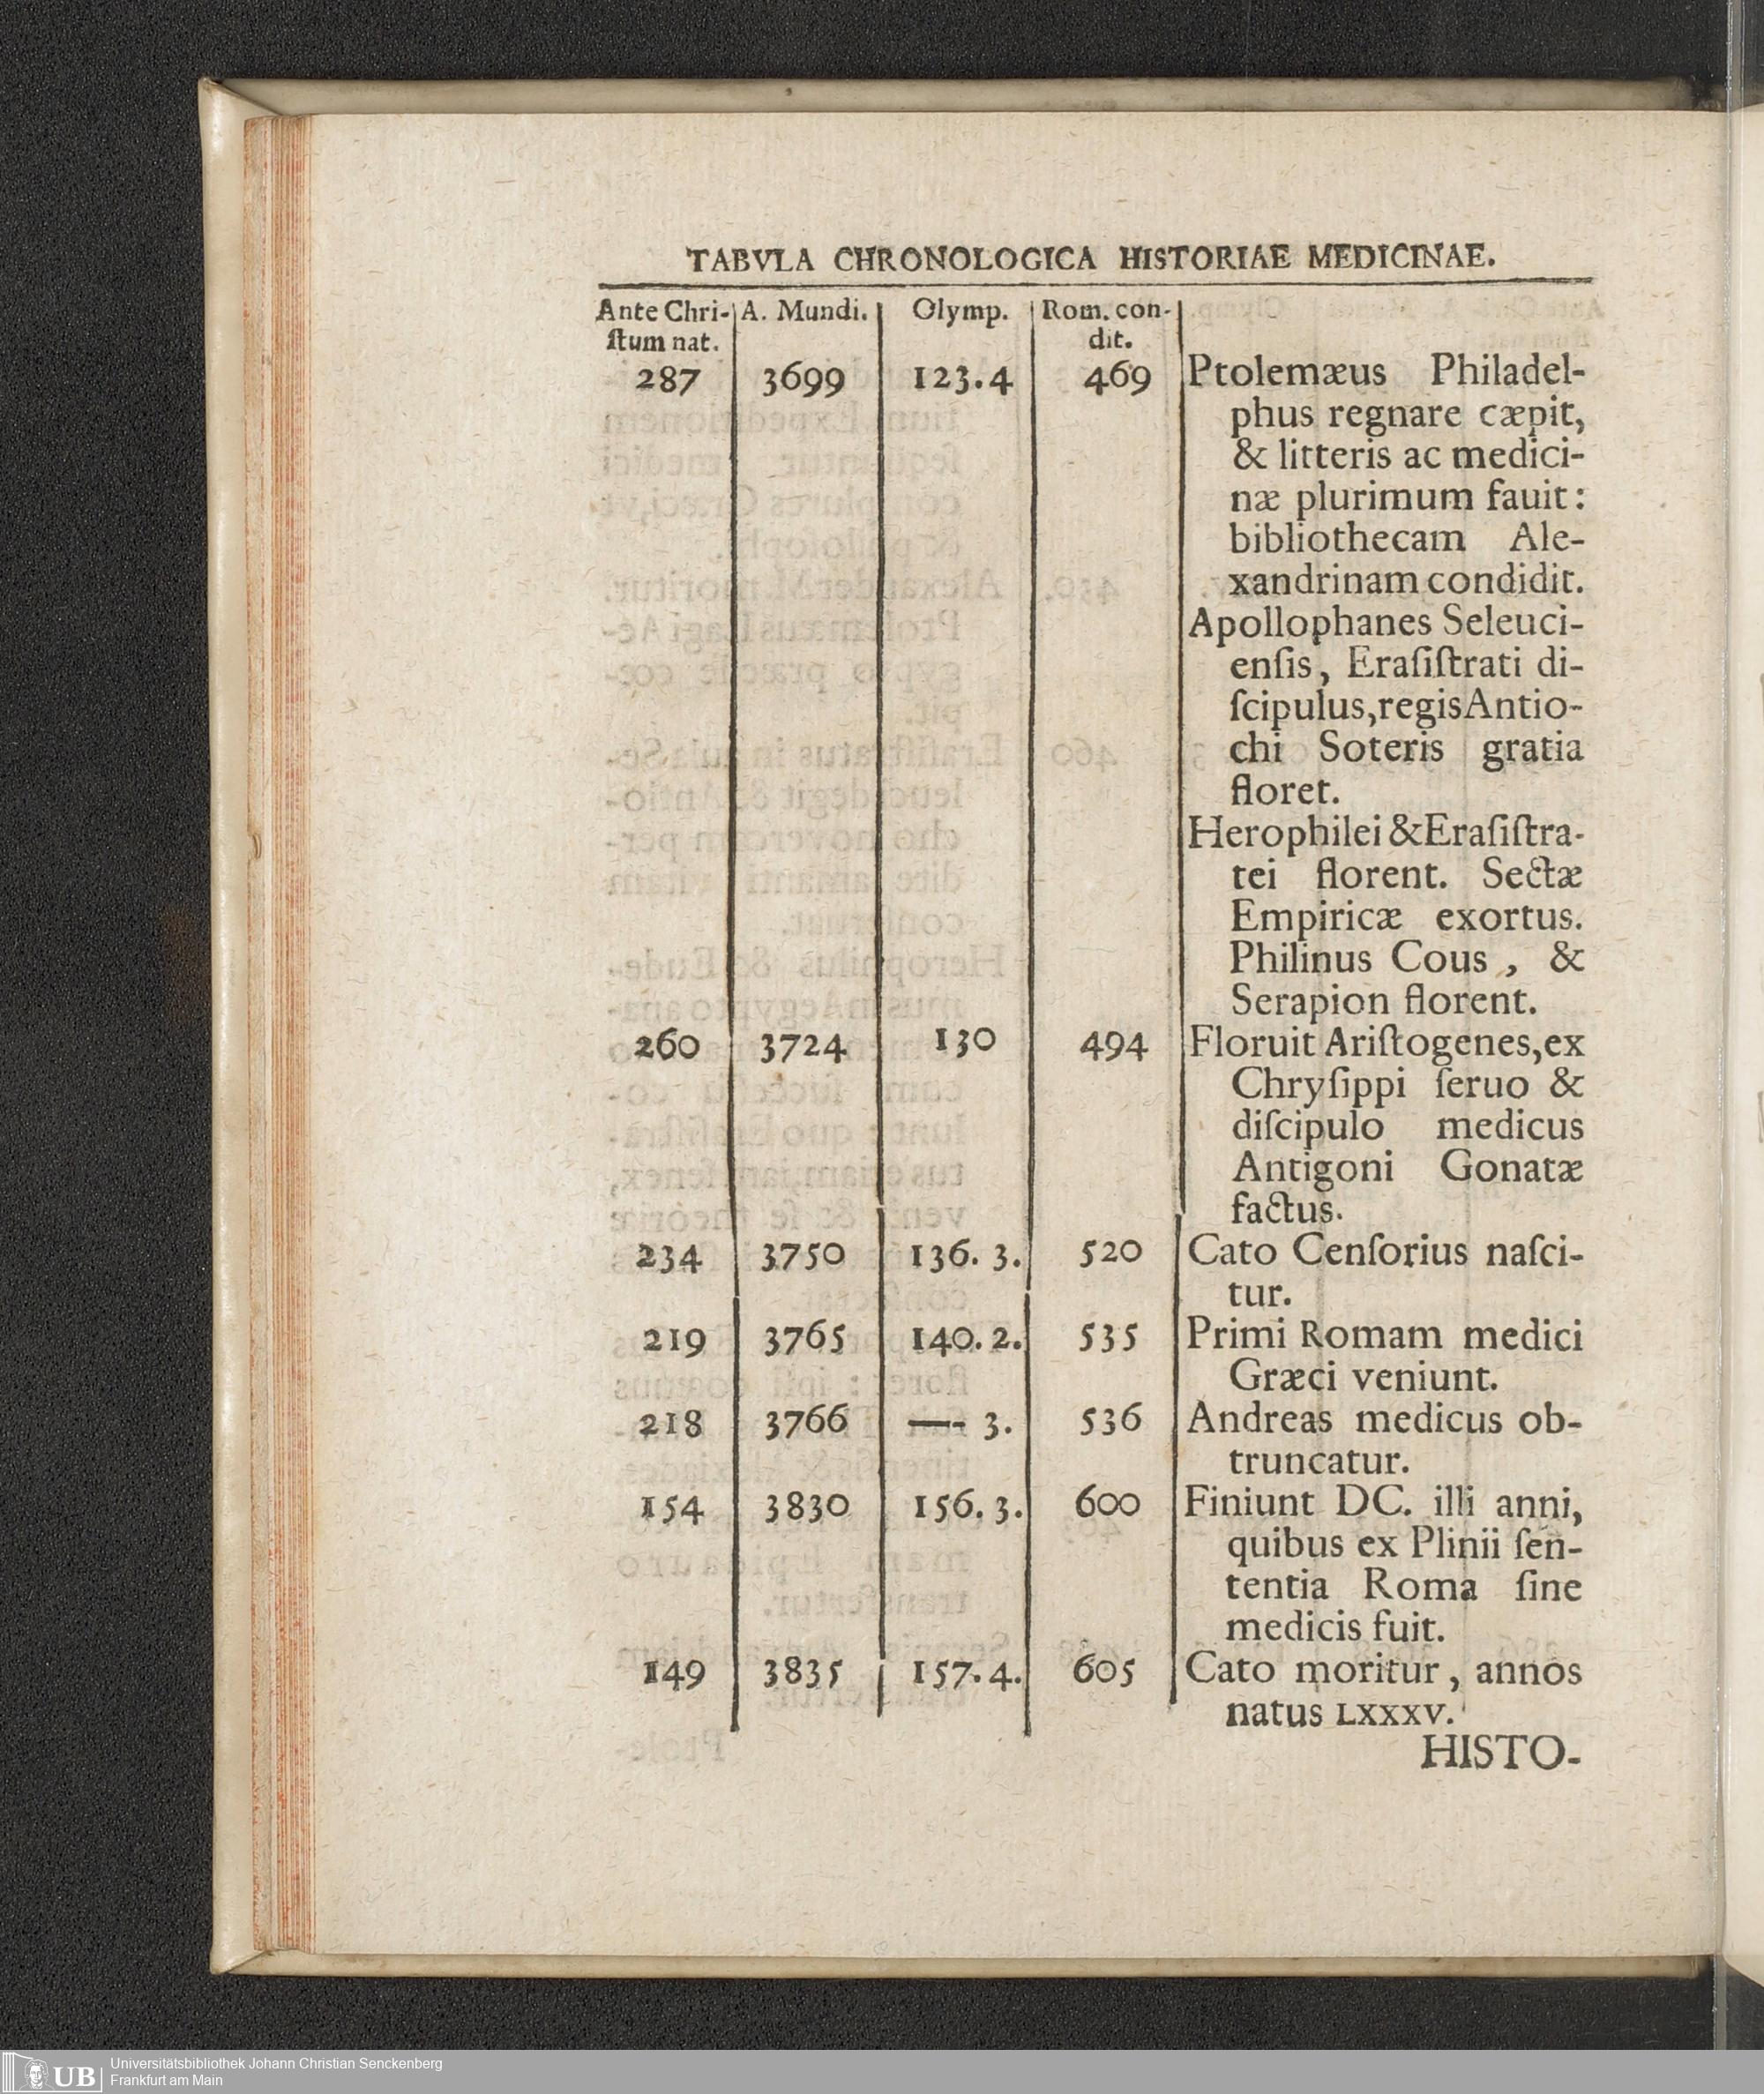 TABVLA CHRONOLOGICA HISTORIAE MEDICINAE.
Ante Chri- A. Mundi. Olymp. Rom. con-
ſtum nat. dit.
287 3699 123.4 469 Ptolemæus Philadel-
phus regnare cæpit,
& litteris ac medici-
næ plurimum fauit:
bibliothecam Ale-
xandrinam condidit.
Apollophanes Seleuci-
enſis, Eraſiſtrati di-
ſcipulus, regis Antio-
chi Soteris gratia
floret.
Herophilei & Eraſiſtra-
tei florent. Sectæ
Empiricæ exortus.
Philinus Cous, &
Serapion florent.
260 3724 130 494 Floruit Ariſtogenes, ex
Chryſippi ſeruo &
diſcipulo medicus
Antigoni Gonatæ
factus.
234 3750 136. 3. 520 Cato Cenſorius naſci-
tur.
219 3765 140. 2. 535 Primi Romam medici
Græci veniunt.
218 3766 —- 3. 536 Andreas medicus ob-
truncatur.
154 3830 156. 3. 600 Finiunt DC. illi anni,
quibus ex Plinii ſen-
tentia Roma ſine
medicis fuit.
149 3835 157. 4. 605 Cato moritur, annos
natus LXXXV.
HISTO-
UB Universitätsbibliothek Johann Christian Senckenberg
Frankfurt am Main